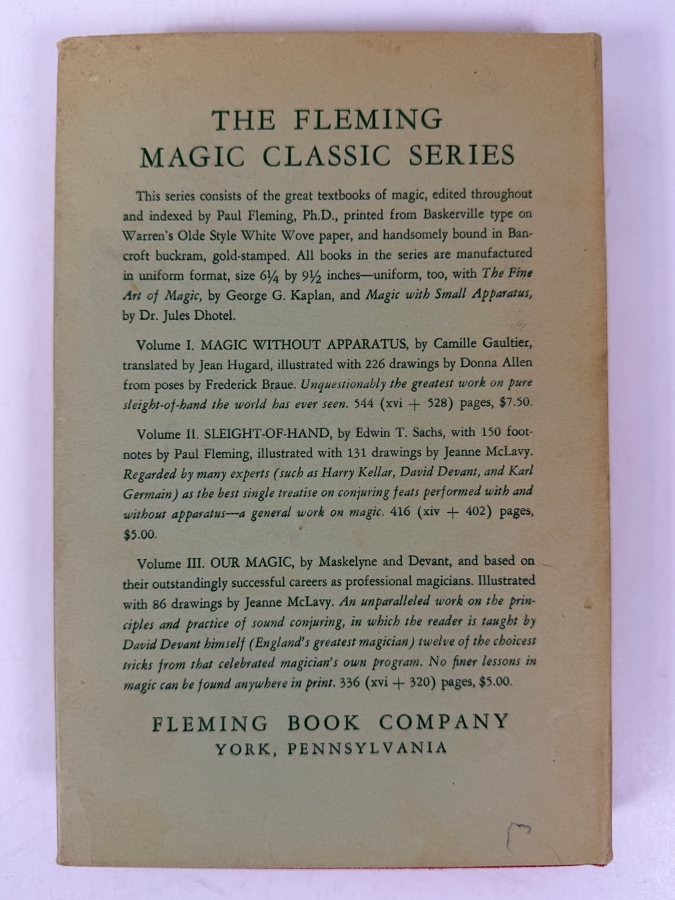 THE FLEMING
MAGIC CLASSIC SERIES
This series consists of the great textbooks of magic, edited throughout
and indexed by Paul Fleming, Ph.D., printed from Baskerville type on
Warren's Olde Style White Wove paper, and handsomely bound in Ban-
croft buckram, gold-stamped. All books in the series are manufactured
in uniform format, size 6¼ by 9½ inches—uniform, too, with The Fine
Art of Magic, by George G. Kaplan, and Magic with Small Apparatus,
by Dr. Jules Dhotel.
Volume I. MAGIC WITHOUT APPARATUS, by Camille Gaultier,
translated by Jean Hugard, illustrated with 226 drawings by Donna Allen
from poses by Frederick Braue. Unquestionably the greatest work on pure
sleight-of-hand the world has ever seen. 544 (xvi + 528) pages, $7.50.
Volume II. SLEIGHT-OF-HAND, by Edwin T. Sachs, with 150 foot-
notes by Paul Fleming, illustrated with 131 drawings by Jeanne McLavy.
Regarded by many experts (such as Harry Kellar, David Devant, and Karl
Germain) as the best single treatise on conjuring feats performed with and
without apparatus—a general work on magic. 416 (xiv + 402) pages,
$5.00.
Volume III. OUR MAGIC, by Maskelyne and Devant, and based on
their outstandingly successful careers as professional magicians. Illustrated
with 86 drawings by Jeanne McLavy. An unparalleled work on the prin-
ciples and practice of sound conjuring, in which the reader is taught by
David Devant himself (England's greatest magician) twelve of the choicest
tricks from that celebrated magician's own program. No finer lessons in
magic can be found anywhere in print. 336 (xvi + 320) pages, $5.00.
FLEMING BOOK COMPANY
YORK, PENNSYLVANIA